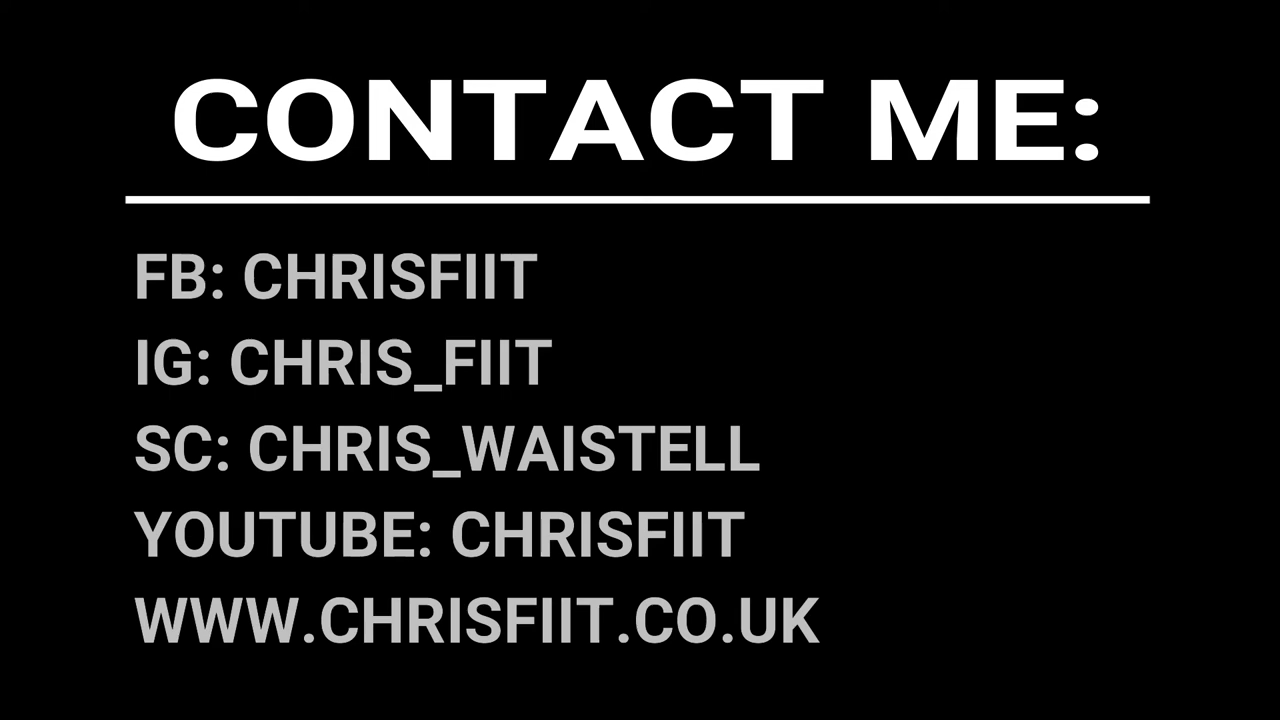 CONTACT ME:
FB: CHRISFIIT
IG: CHRIS_FIIT
SC: CHRIS_WAISTELL
YOUTUBE: CHRISFIIT
WWW.CHRISFIIT.CO.UK